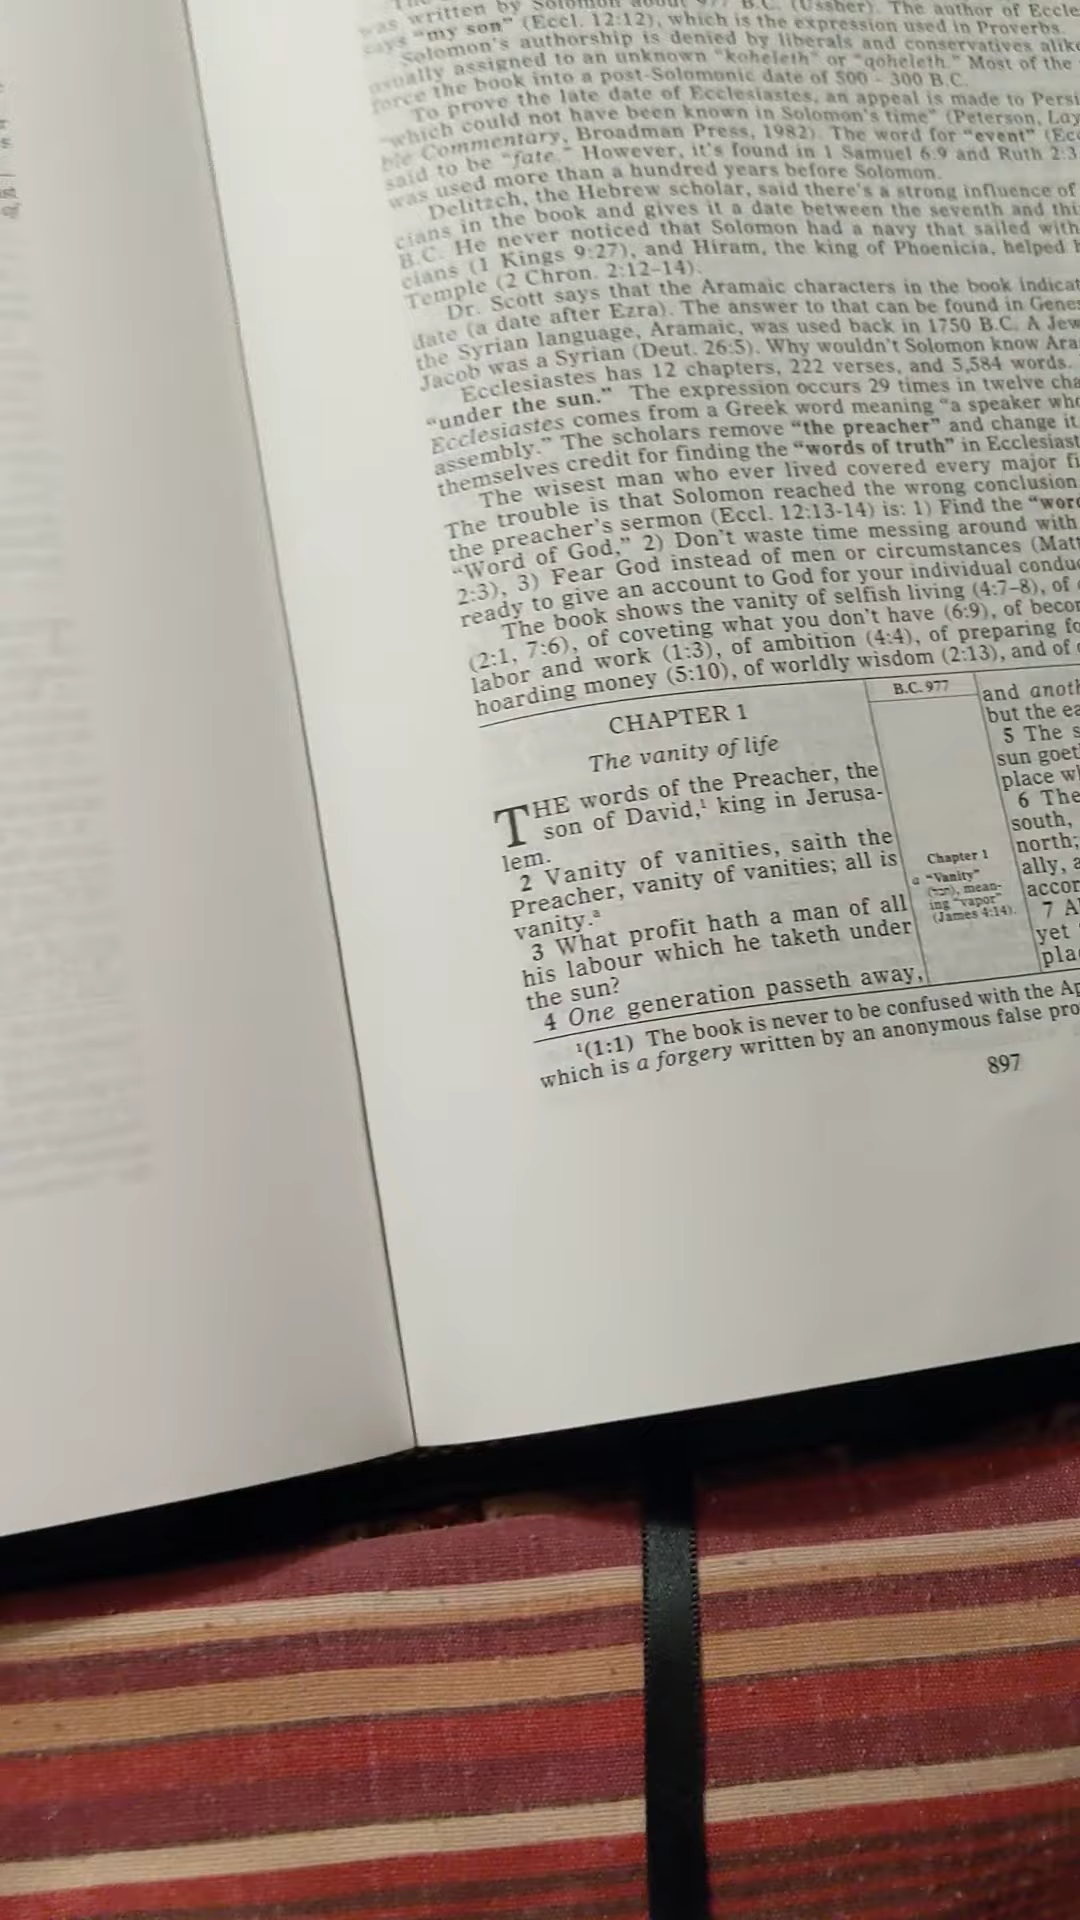 was written by Solomon about 977 B.C. (Ussher). The author of Eccle
says "my son" (Eccl. 12:12), which is the expression used in Proverbs.
Solomon's authorship is denied by liberals and conservatives alike
usually assigned to an unknown "koheleth" or "qoheleth." Most of the
force the book into a post-Solomonic date of 500 - 300 B.C.
To prove the late date of Ecclesiastes, an appeal is made to Persi
"which could not have been known in Solomon's time" (Peterson, Lay
ble Commentary, Broadman Press, 1982). The word for "event" (Ecc
said to be "fate." However, it's found in 1 Samuel 6:9 and Ruth 2:3
was used more than a hundred years before Solomon.
Delitzch, the Hebrew scholar, said there's a strong influence of
cians in the book and gives it a date between the seventh and thi
B.C. He never noticed that Solomon had a navy that sailed with
cians (1 Kings 9:27), and Hiram, the king of Phoenicia, helped h
Temple (2 Chron. 2:12–14).
Dr. Scott says that the Aramaic characters in the book indicat
date (a date after Ezra). The answer to that can be found in Genes
the Syrian language, Aramaic, was used back in 1750 B.C. A Jew
Jacob was a Syrian (Deut. 26:5). Why wouldn't Solomon know Ara
Ecclesiastes has 12 chapters, 222 verses, and 5,584 words.
"under the sun." The expression occurs 29 times in twelve cha
Ecclesiastes comes from a Greek word meaning "a speaker who
assembly." The scholars remove "the preacher" and change it
themselves credit for finding the "words of truth" in Ecclesiast
The wisest man who ever lived covered every major fi
The trouble is that Solomon reached the wrong conclusion
the preacher's sermon (Eccl. 12:13-14) is: 1) Find the "word
"Word of God," 2) Don't waste time messing around with
2:3), 3) Fear God instead of men or circumstances (Matt
ready to give an account to God for your individual conduc
The book shows the vanity of selfish living (4:7–8), of
(2:1, 7:6), of coveting what you don't have (6:9), of becom
labor and work (1:3), of ambition (4:4), of preparing fo
hoarding money (5:10), of worldly wisdom (2:13), and of
CHAPTER 1
The vanity of life
THE words of the Preacher, the
son of David,¹ king in Jerusa-
lem.
2 Vanity of vanities, saith the
Preacher, vanity of vanities; all is
vanity.ᵃ
3 What profit hath a man of all
his labour which he taketh under
the sun?
4 One generation passeth away,
B.C. 977
Chapter 1
a "Vanity"
mean-
ing "vapor"
(James 4:14).
and anoth
but the ea
5 The s
sun goet
place wh
6 The
south,
north;
ally, a
accor
7 Al
yet
pla
¹(1:1) The book is never to be confused with the Ap
which is a forgery written by an anonymous false pro
897